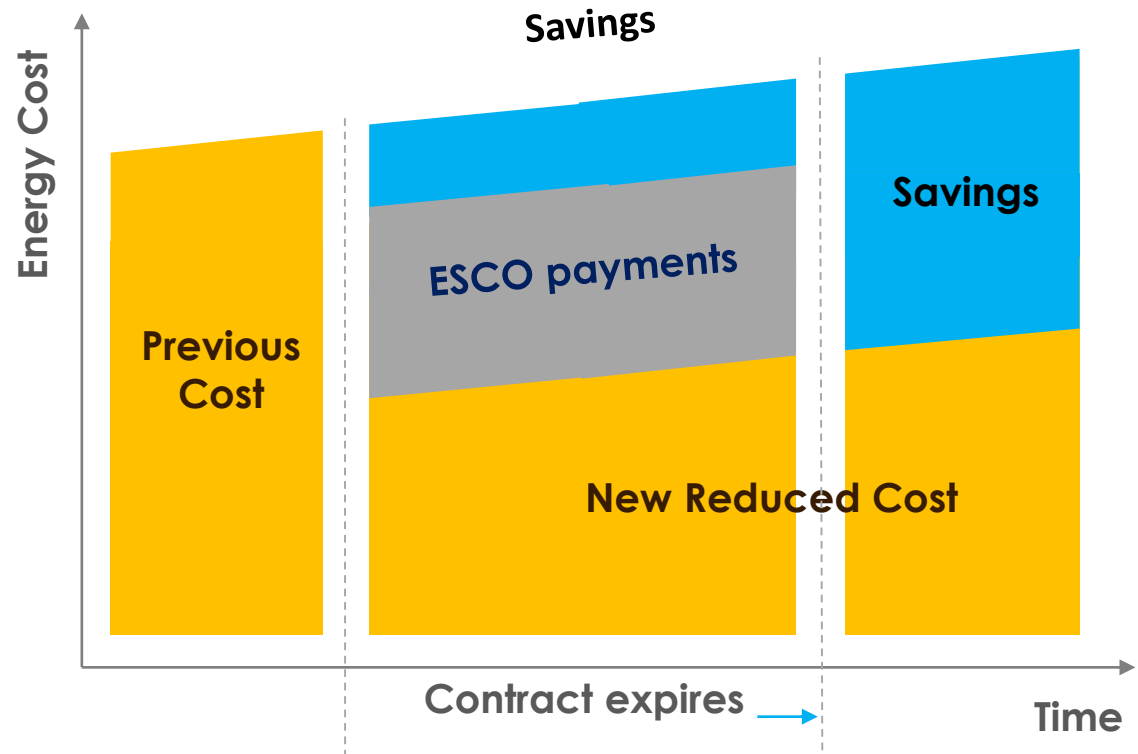 Savings
Energy Cost
Savings
ESCO payments
Previous
Cost
New Reduced Cost
Contract expires
Time